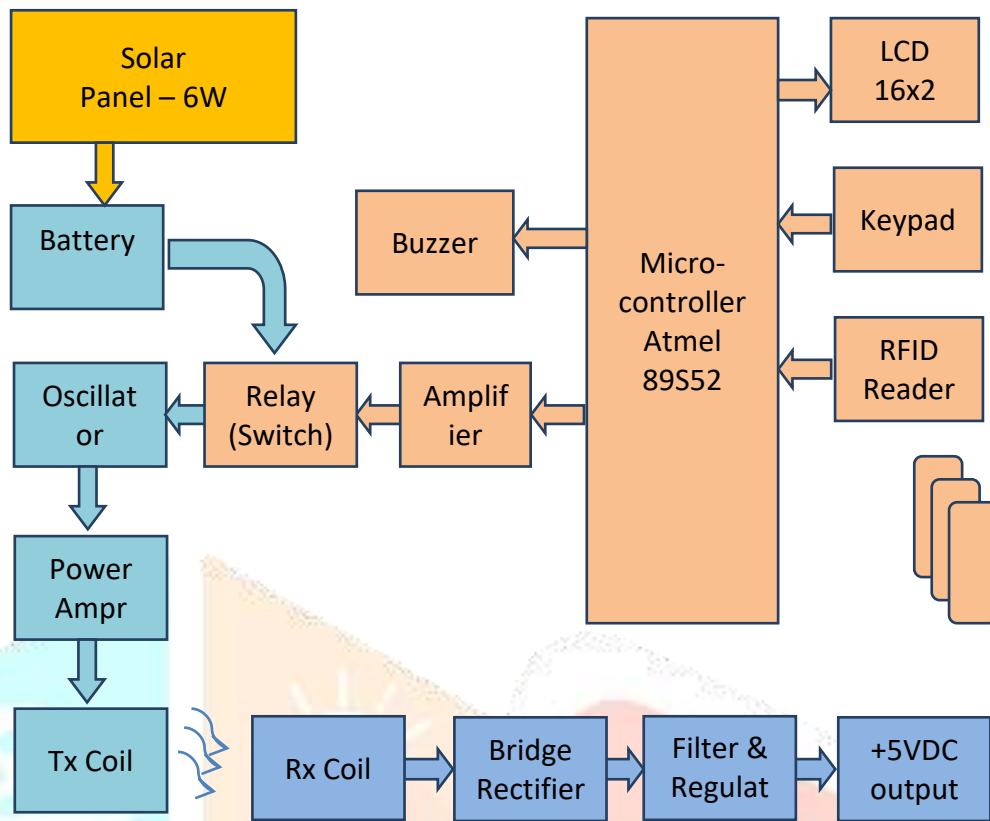 Solar
Panel – 6W
LCD
16x2
Battery
Buzzer
Keypad
Micro-
controller
Atmel
89S52
RFID
Reader
Oscillat
or
Relay
(Switch)
Amplif
ier
Power
Ampr
Tx Coil
Rx Coil
Bridge
Rectifier
Filter &
Regulat
+5VDC
output